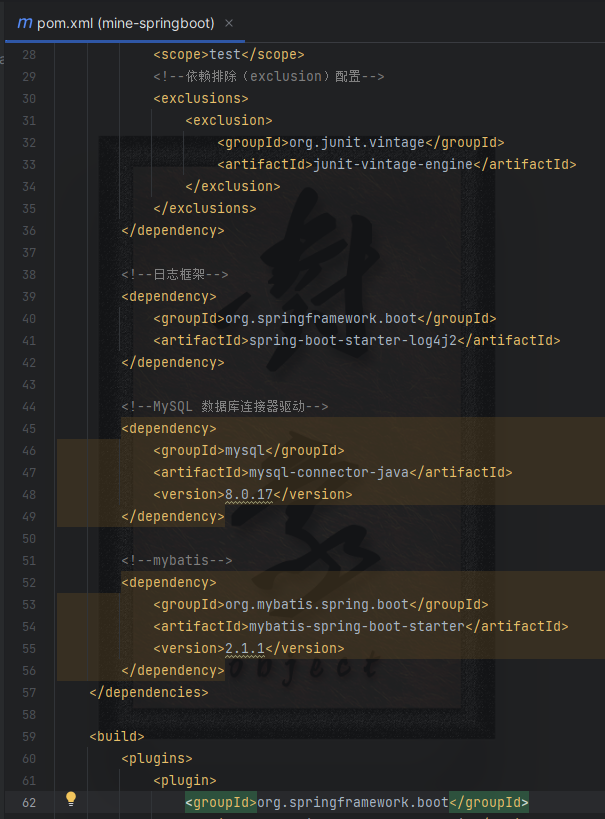 pom.xml (mine-springboot)
28 <scope>test</scope>
29 <!--依赖排除（exclusion）配置-->
30 <exclusions>
31 <exclusion>
32 <groupId>org.junit.vintage</groupId>
33 <artifactId>junit-vintage-engine</artifactId>
34 </exclusion>
35 </exclusions>
36 </dependency>
37
38 <!--日志框架-->
39 <dependency>
40 <groupId>org.springframework.boot</groupId>
41 <artifactId>spring-boot-starter-log4j2</artifactId>
42 </dependency>
43
44 <!--MySQL 数据库连接器驱动-->
45 <dependency>
46 <groupId>mysql</groupId>
47 <artifactId>mysql-connector-java</artifactId>
48 <version>8.0.17</version>
49 </dependency>
50
51 <!--mybatis-->
52 <dependency>
53 <groupId>org.mybatis.spring.boot</groupId>
54 <artifactId>mybatis-spring-boot-starter</artifactId>
55 <version>2.1.1</version>
56 </dependency>
57 </dependencies>
58
59 <build>
60 <plugins>
61 <plugin>
62 <groupId>org.springframework.boot</groupId>
对象
object